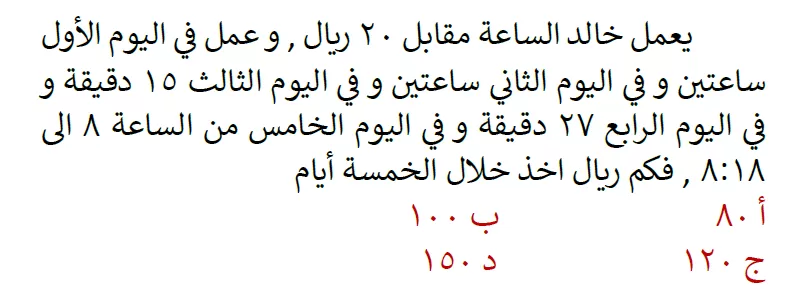 يعمل خالد الساعة مقابل ٢٠ ريال , و عمل في اليوم الأول
ساعتين و في اليوم الثاني ساعتين و في اليوم الثالث ١٥ دقيقة و
في اليوم الرابع ٢٧ دقيقة و في اليوم الخامس من الساعة ٨ الى
٨:١٨ , فكم ريال اخذ خلال الخمسة أيام
أ ٨٠ ب ١٠٠
ج ١٢٠ د ١٥٠